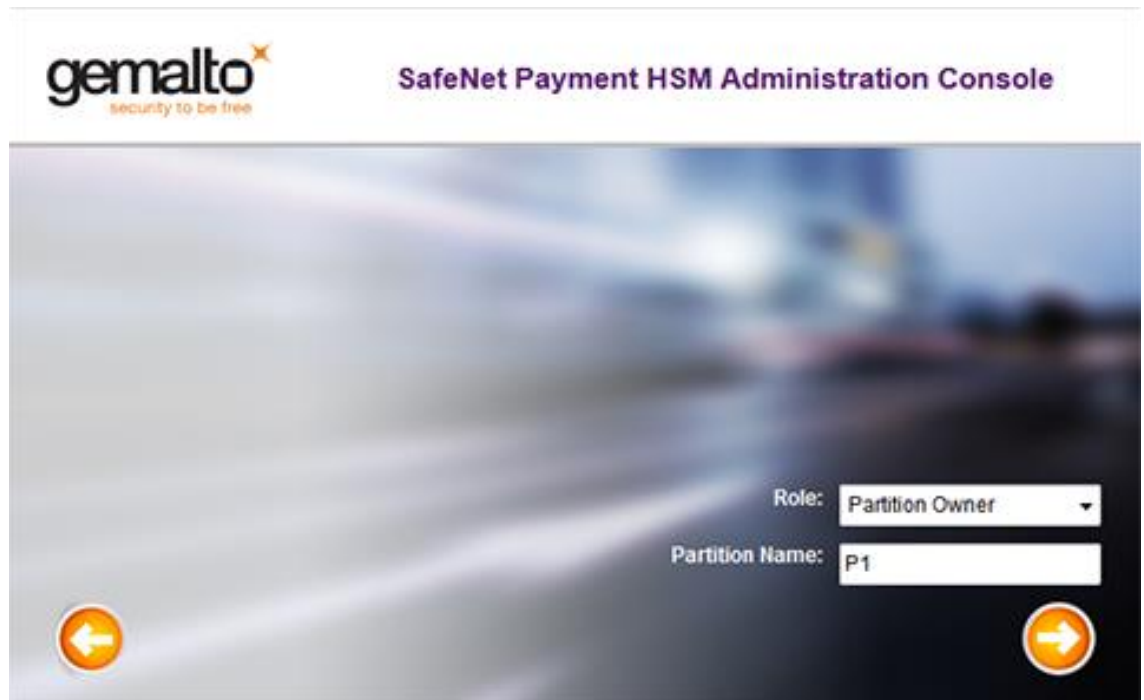 gemalto
security to be free
SafeNet Payment HSM Administration Console
Role: Partition Owner
Partition Name: P1